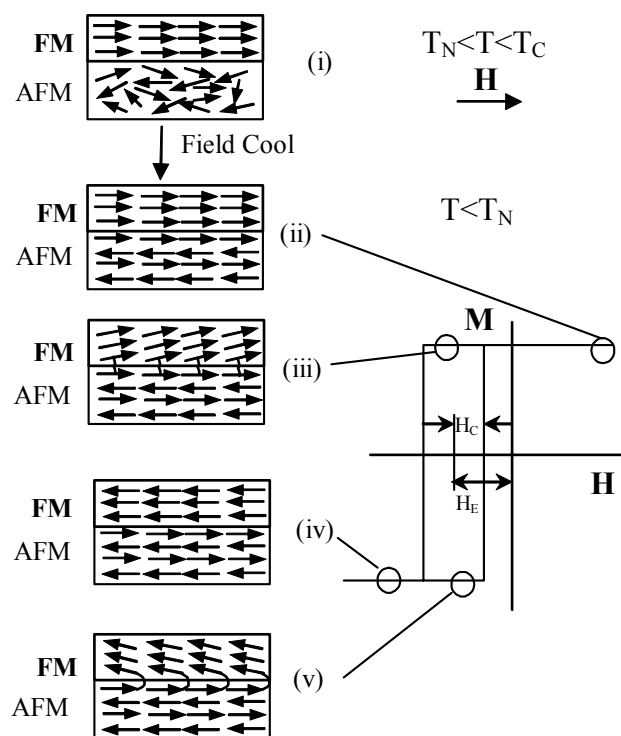 FM
AFM
(i)
T_N<T<T_C
H
Field Cool
FM
AFM
(ii)
T<T_N
FM
AFM
(iii)
M
H_C
H
H_E
FM
AFM
(iv)
FM
AFM
(v)